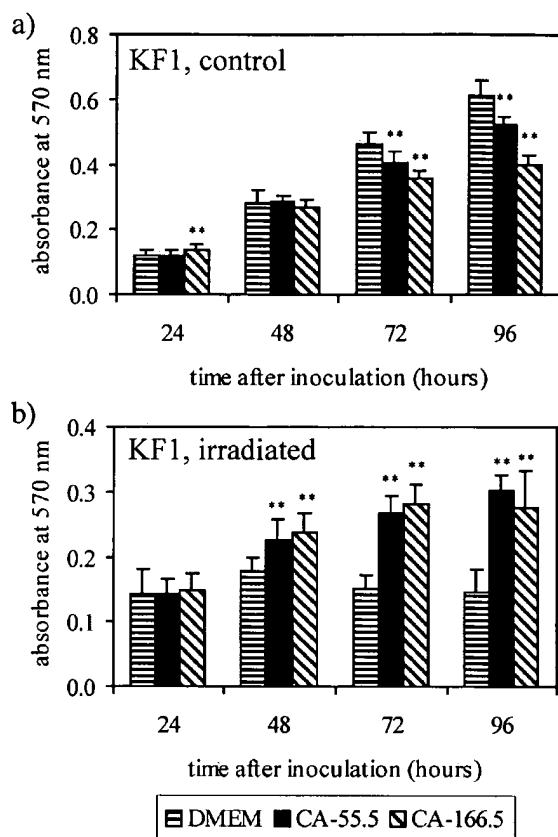 a)
KF1, control
absorbance at 570 nm
0.8
0.6
0.4
0.2
0.0
**
**
**
**
**
24 48 72 96
time after inoculation (hours)
b)
KF1, irradiated
absorbance at 570 nm
0.4
0.3
0.2
0.1
0.0
** **
** **
** **
24 48 72 96
time after inoculation (hours)
DMEM CA-55.5 CA-166.5